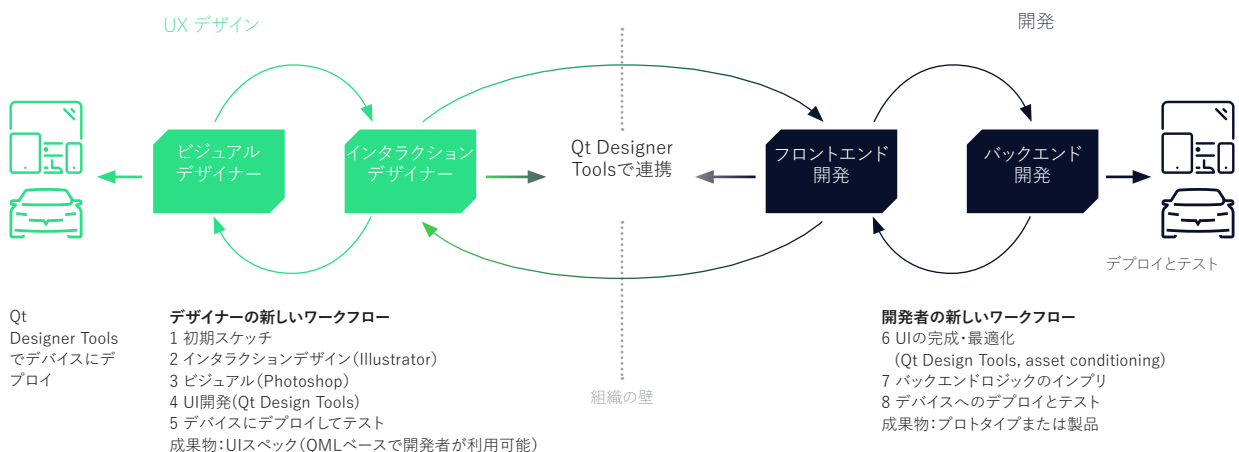 UX デザイン
開発
ビジュアル
デザイナー
インタラクション
デザイナー
Qt Designer
Toolsで連携
フロントエンド
開発
バックエンド
開発
デプロイとテスト
Qt
Designer Tools
でデバイスにデ
プロイ
デザイナーの新しいワークフロー
1 初期スケッチ
2 インタラクションデザイン(Illustrator)
3 ビジュアル(Photoshop)
4 UI開発(Qt Design Tools)
5 デバイスにデプロイしてテスト
成果物:UIスペック(QMLベースで開発者が利用可能)
組織の壁
開発者の新しいワークフロー
6 UIの完成・最適化
(Qt Design Tools, asset conditioning)
7 バックエンドロジックのインプリ
8 デバイスへのデプロイとテスト
成果物:プロトタイプまたは製品